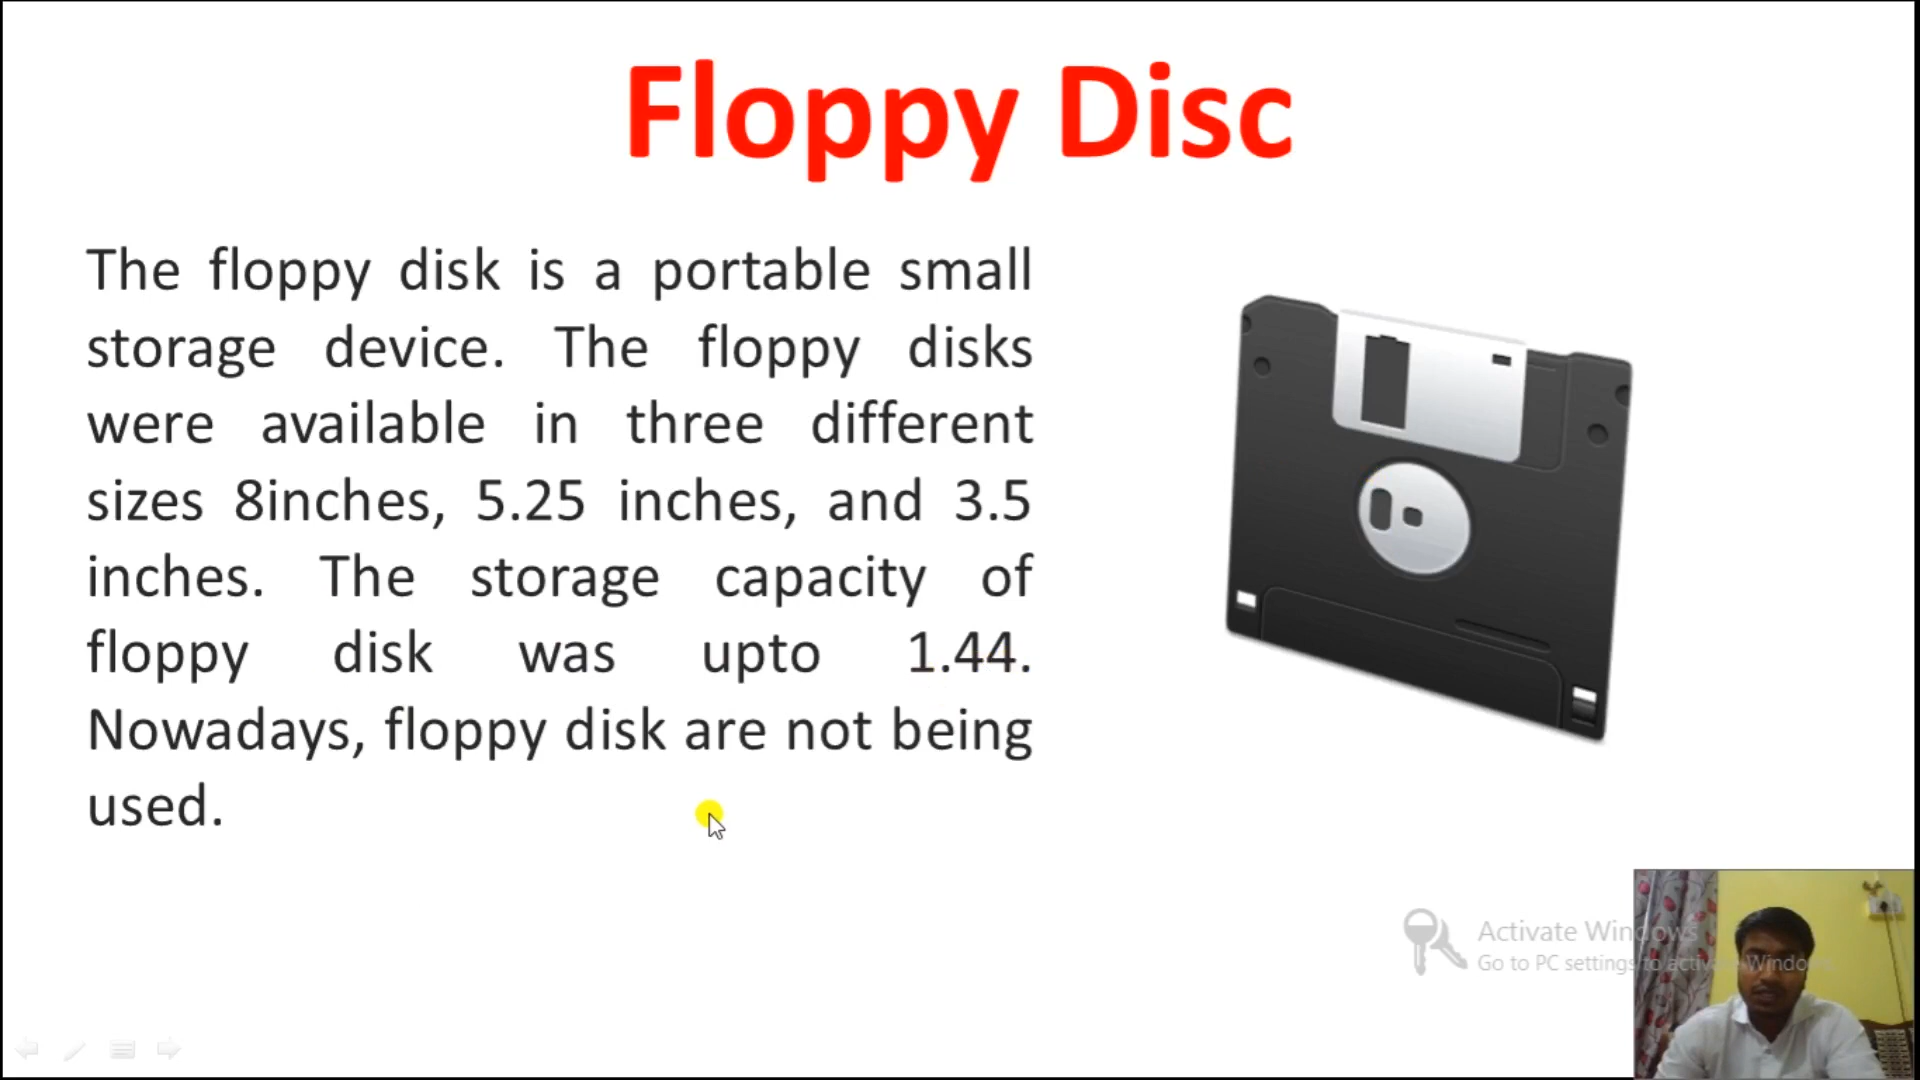 Floppy Disc
The floppy disk is a portable small
storage device. The floppy disks
were available in three different
sizes 8inches, 5.25 inches, and 3.5
inches. The storage capacity of
floppy disk was upto 1.44.
Nowadays, floppy disk are not being
used.
Activate Windows
Go to PC settings to activate Windows.